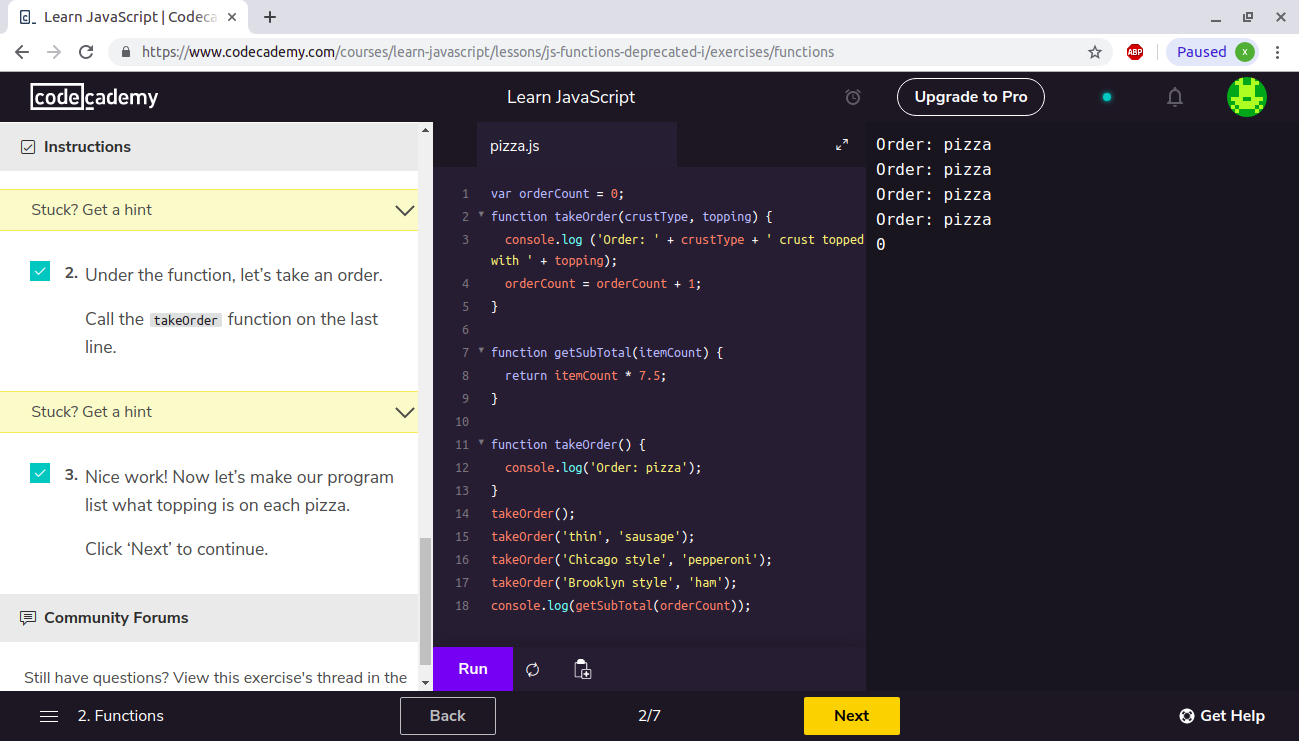 Learn JavaScript | Codeca
https://www.codecademy.com/courses/learn-javascript/lessons/js-functions-deprecated-i/exercises/functions
ABP
Paused
x
codecademy
Learn JavaScript
Upgrade to Pro
Instructions
Stuck? Get a hint
2. Under the function, let’s take an order.
Call the takeOrder function on the last
line.
Stuck? Get a hint
3. Nice work! Now let’s make our program
list what topping is on each pizza.
Click ‘Next’ to continue.
Community Forums
Still have questions? View this exercise's thread in the
pizza.js
1 var orderCount = 0;
2 function takeOrder(crustType, topping) {
3 console.log ('Order: ' + crustType + ' crust topped
with ' + topping);
4 orderCount = orderCount + 1;
5 }
6
7 function getSubTotal(itemCount) {
8 return itemCount * 7.5;
9 }
10
11 function takeOrder() {
12 console.log('Order: pizza');
13 }
14 takeOrder();
15 takeOrder('thin', 'sausage');
16 takeOrder('Chicago style', 'pepperoni');
17 takeOrder('Brooklyn style', 'ham');
18 console.log(getSubTotal(orderCount));
Run
Order: pizza
Order: pizza
Order: pizza
Order: pizza
0
2. Functions
Back
2/7
Next
Get Help